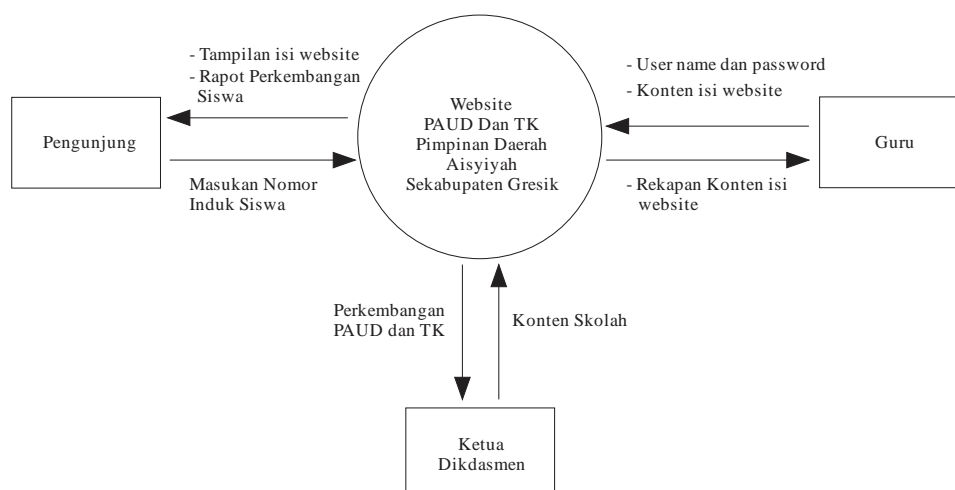 - Tampilan isi website
- Rapot Perkembangan
Siswa
Pengunjung
Masukan Nomor
Induk Siswa
Website
PAUD Dan TK
Pimpinan Daerah
Aisyiyah
Sekabupaten Gresik
- User name dan password
- Konten isi website
Guru
- Rekapan Konten isi
website
Perkembangan
PAUD dan TK
Konten Skolah
Ketua
Dikdasmen